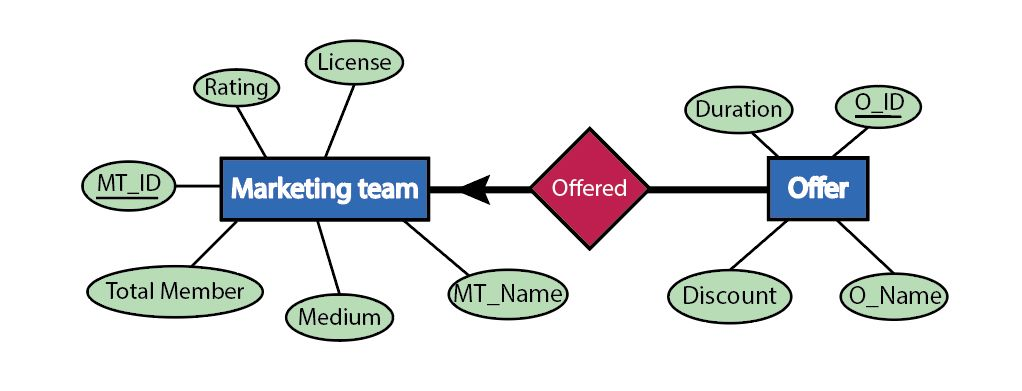 License
Rating
Duration
O_ID
MT_ID
Marketing team
Offered
Offer
Total Member
Medium
MT_Name
Discount
O_Name